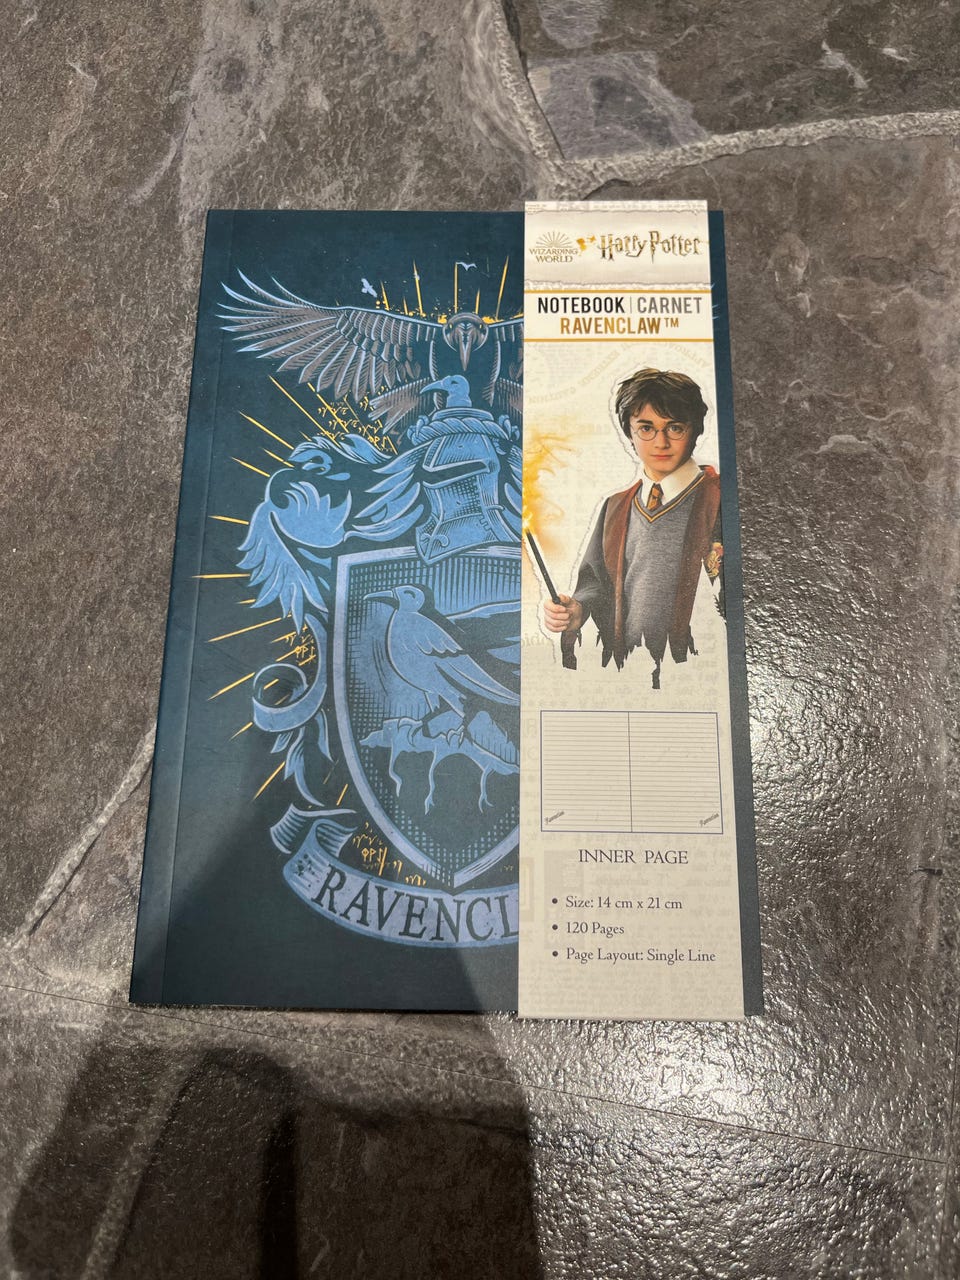 WIZARDING
WORLD
Harry Potter
NOTEBOOK | CARNET
RAVENCLAW™
RAVENCL
INNER PAGE
• Size: 14 cm x 21 cm
• 120 Pages
• Page Layout: Single Line